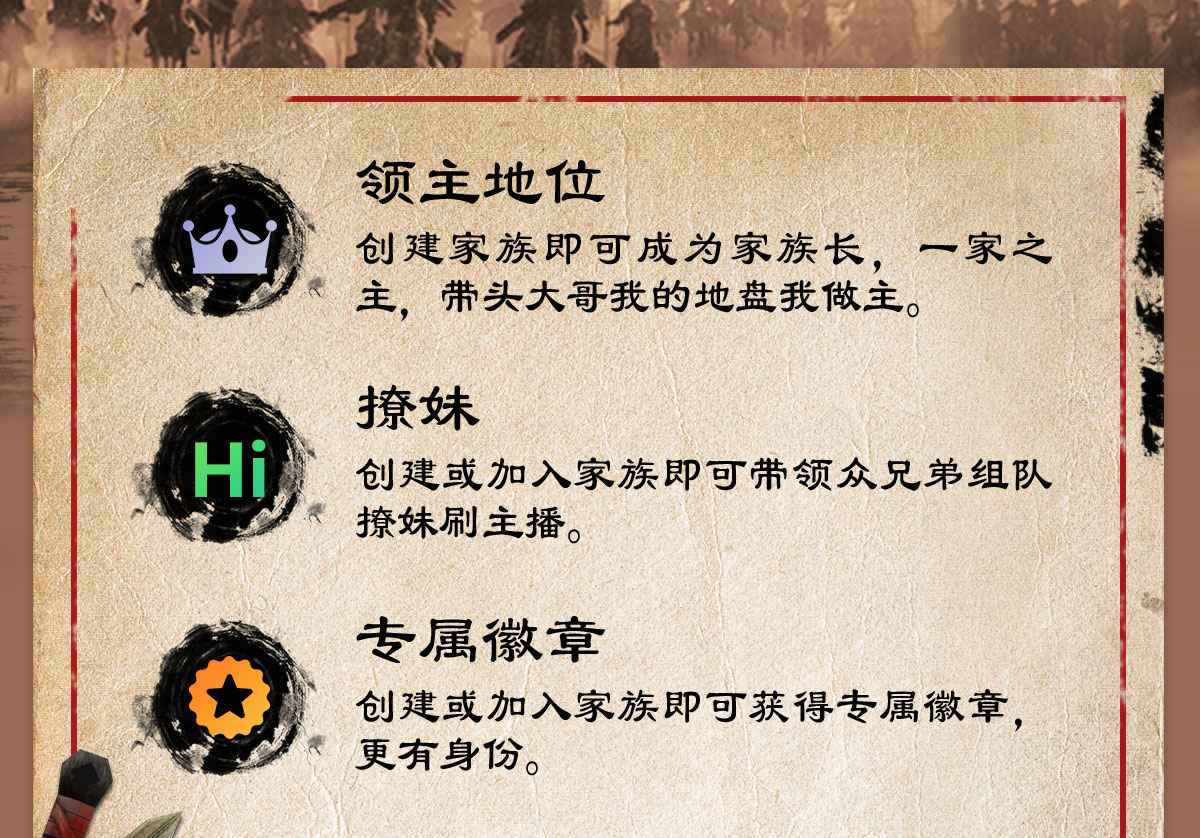 领主地位
创建家族即可成为家族长，一家之
主，带头大哥我的地盘我做主。
Hi
撩妹
创建或加入家族即可带领众兄弟组队
撩妹刷主播。
专属徽章
创建或加入家族即可获得专属徽章，
更有身份。